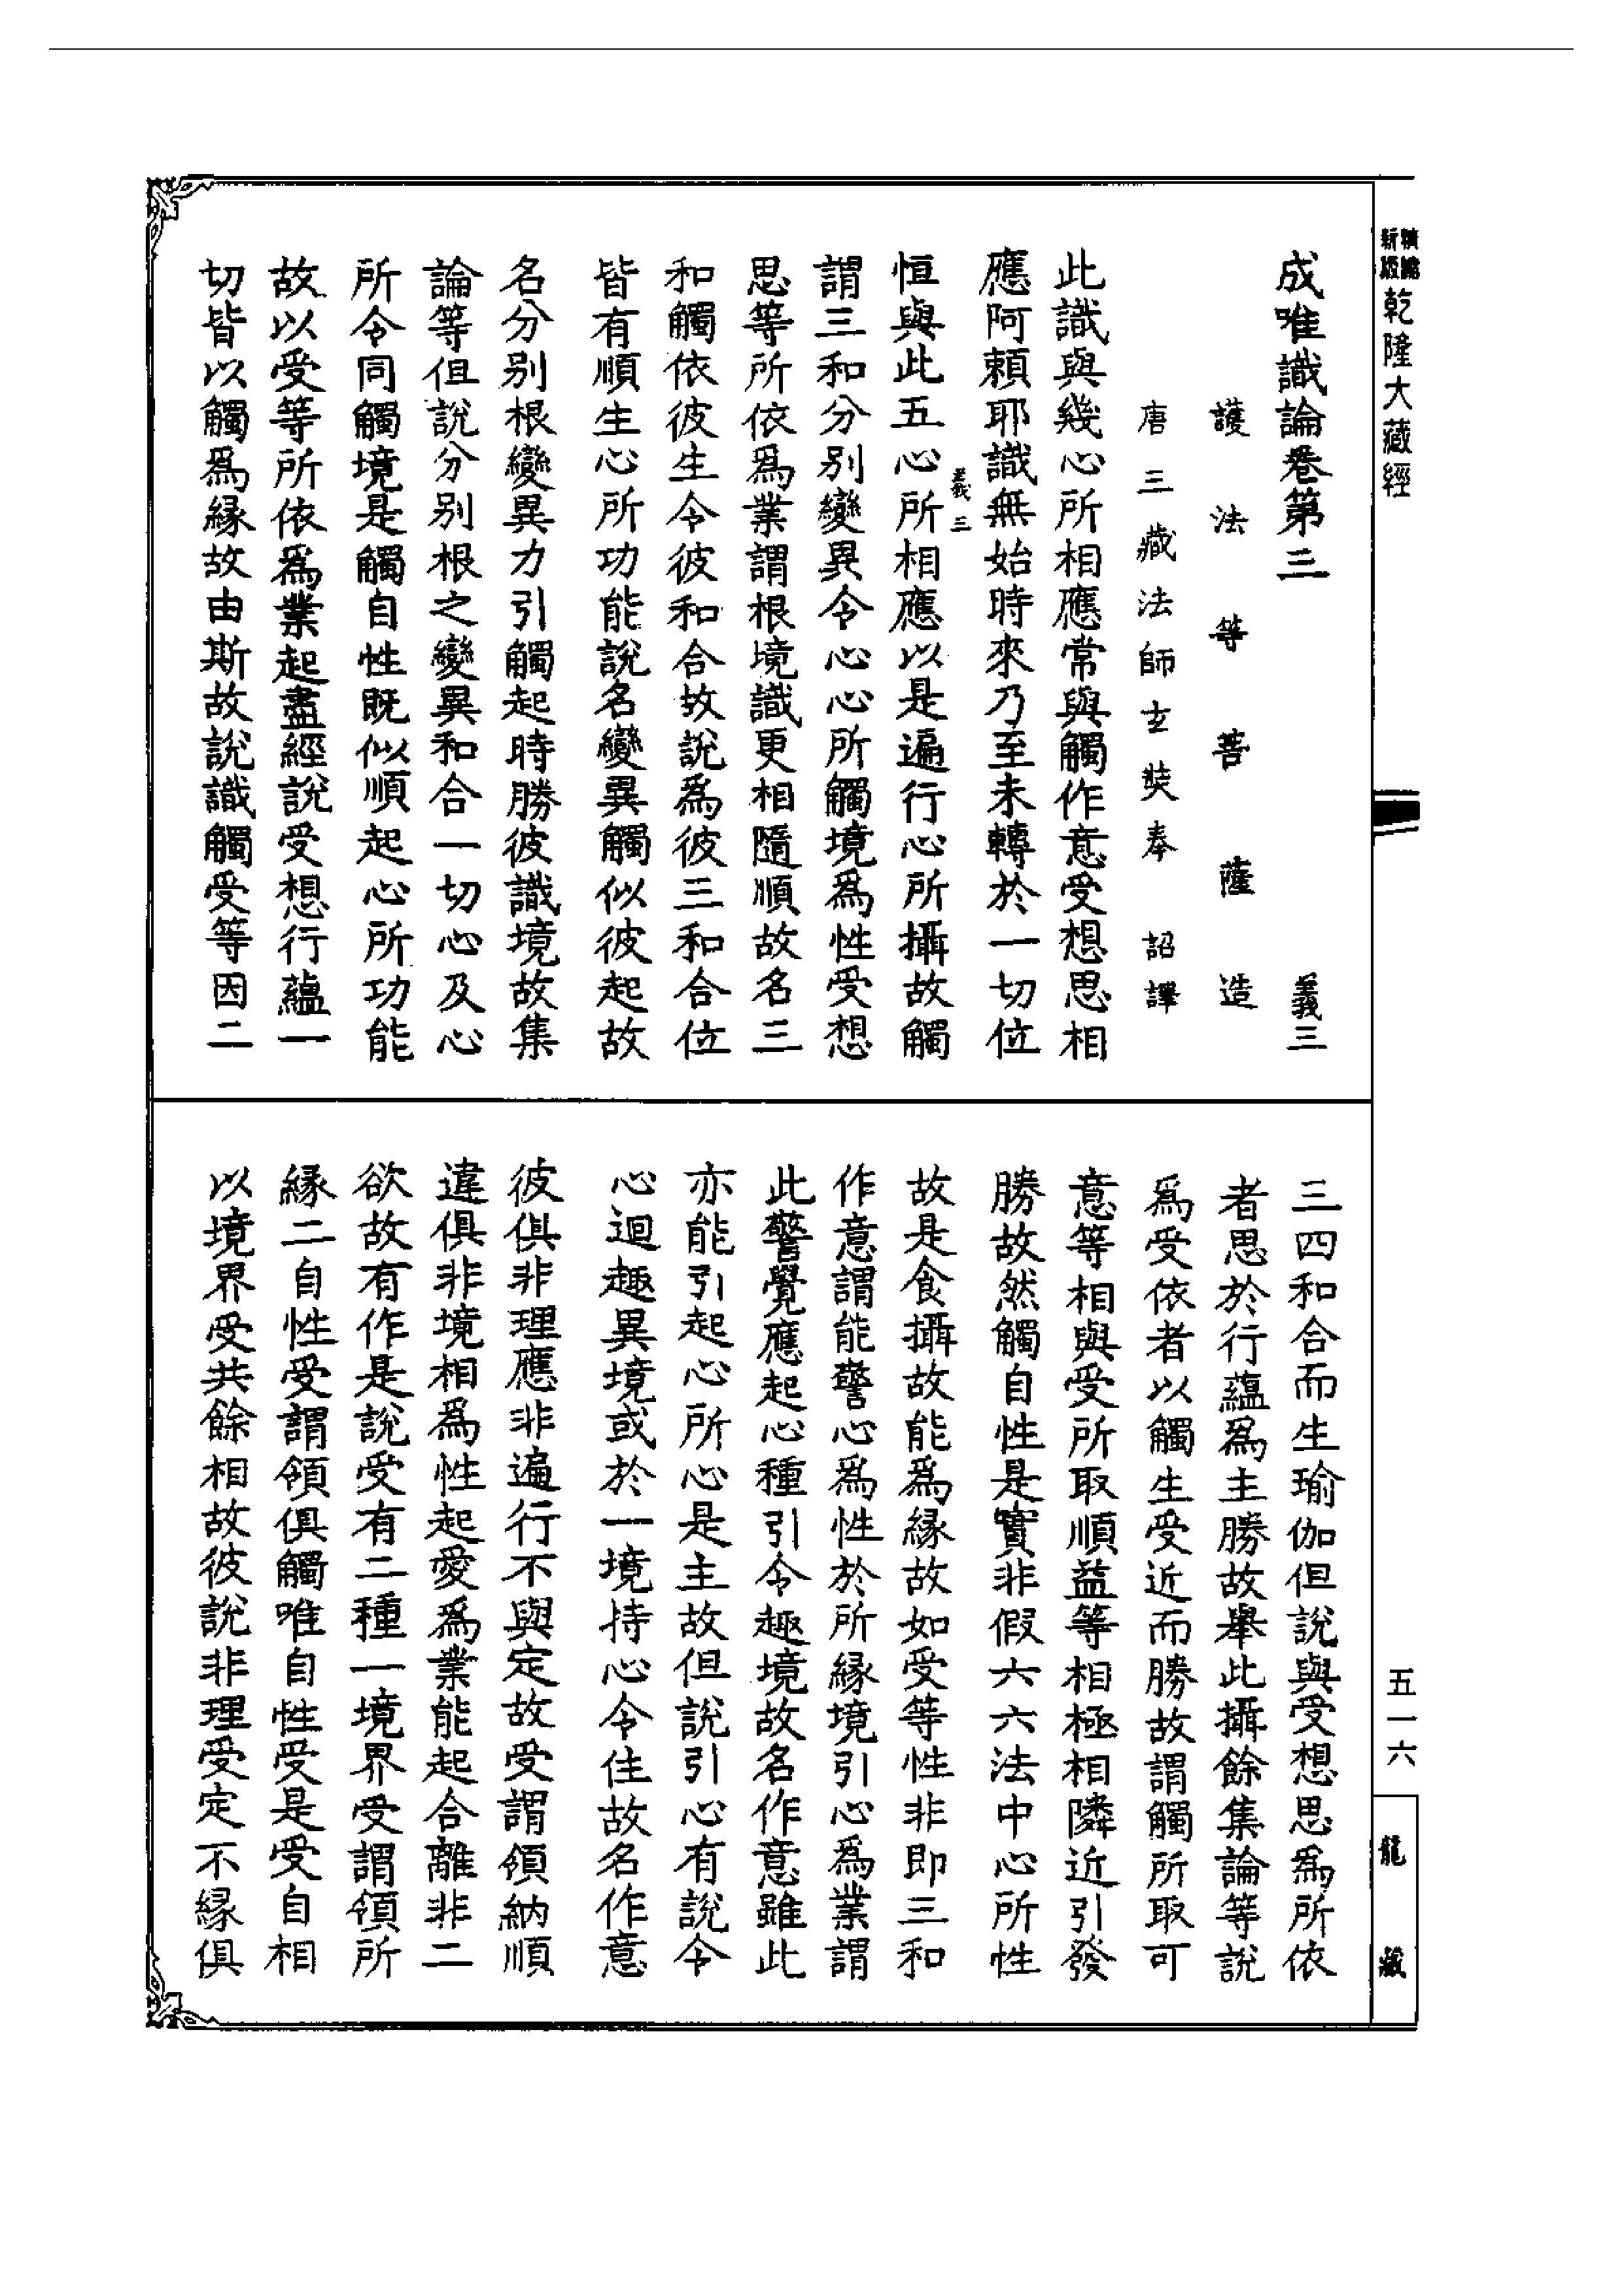 乾隆大藏經
成唯識論卷第三 義三
護法等菩薩造
唐三藏法師玄奘奉 詔譯
此識與幾心所相應常與觸作意受想思相
應阿頼耶識無始時來乃至未轉於一切位
義三
恒與此五心所相應以是遍行心所攝故觸
謂三和分別變異令心心所觸境爲性受想
思等所依爲業謂根境識更相隨順故名三
和觸依彼生令彼和合故說爲彼三和合位
皆有順生心所功能說名變異觸似彼起故
名分別根變異力引觸起時勝彼識境故集
論等但說分別根之變異和合一切心及心
所令同觸境是觸自性既似順起心所功能
故以受等所依爲業起盡經說受想行蘊一
切皆以觸爲緣故由斯故說識觸受等因二
三四和合而生瑜伽但說與受想思爲所依
者思於行蘊爲主勝故舉此攝餘集論等說
爲受依者以觸生受近而勝故謂觸所取可
意等相與受所取順益等相極相隣近引發
勝故然觸自性是實非假六六法中心所性
故是食攝故能爲緣故如受等性非即三和
作意謂能警心爲性於所緣境引心爲業謂
此警覺應起心種引令趣境故名作意雖此
亦能引起心所心是主故但說引心有說令
心迴趣異境或於一境持心令住故名作意
彼俱非理應非遍行不與定故受謂領納順
違俱非境相爲性起愛爲業能起合離非二
欲故有作是說受有二種一境界受謂領所
緣二自性受謂領俱觸唯自性受是受自相
以境界受共餘相故彼說非理受定不緣俱
五一六
龍藏